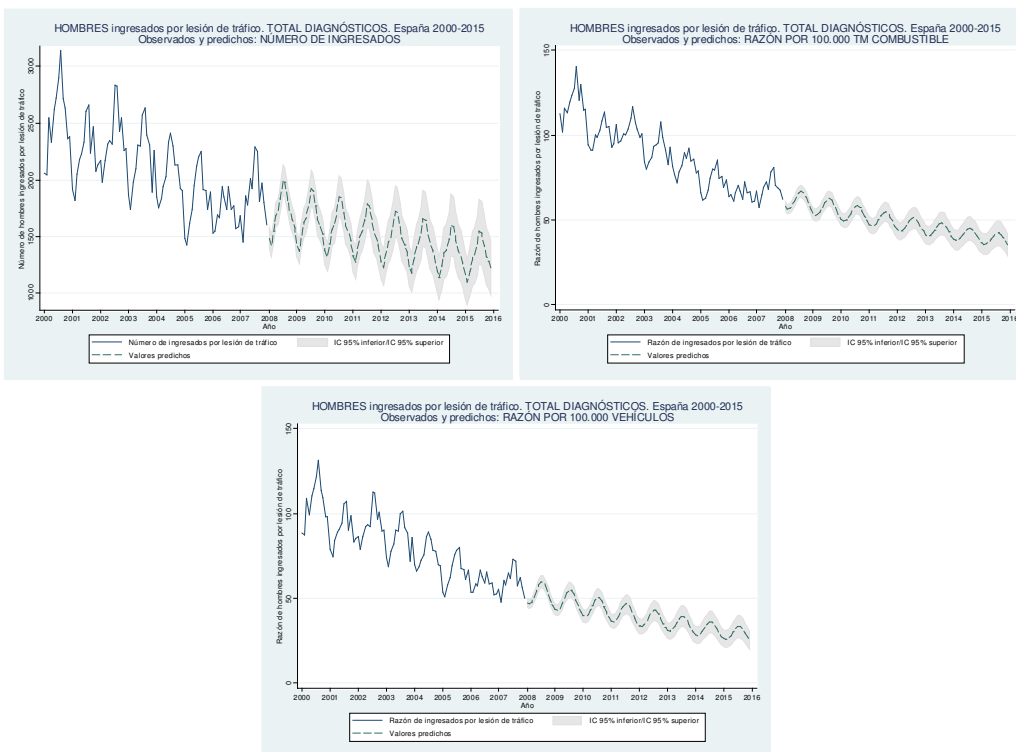 HOMBRES ingresados por lesión de tráfico. TOTAL DIAGNÓSTICOS. España 2000-2015
Observados y predichos: NÚMERO DE INGRESADOS
Número de hombres ingresados por lesión de tráfico
3000
2500
2000
1500
1000
2000 2001 2002 2003 2004 2005 2006 2007 2008 2009 2010 2011 2012 2013 2014 2015 2016
Año
Número de ingresados por lesión de tráfico
IC 95% inferior/IC 95% superior
Valores predichos
HOMBRES ingresados por lesión de tráfico. TOTAL DIAGNÓSTICOS. España 2000-2015
Observados y predichos: RAZÓN POR 100.000 TM COMBUSTIBLE
Razón de hombres ingresados por lesión de tráfico
150
100
50
0
2000 2001 2002 2003 2004 2005 2006 2007 2008 2009 2010 2011 2012 2013 2014 2015 2016
Año
Razón de ingresados por lesión de tráfico
IC 95% inferior/IC 95% superior
Valores predichos
HOMBRES ingresados por lesión de tráfico. TOTAL DIAGNÓSTICOS. España 2000-2015
Observados y predichos: RAZÓN POR 100.000 VEHÍCULOS
Razón de hombres ingresados por lesión de tráfico
150
100
50
0
2000 2001 2002 2003 2004 2005 2006 2007 2008 2009 2010 2011 2012 2013 2014 2015 2016
Año
Razón de ingresados por lesión de tráfico
IC 95% inferior/IC 95% superior
Valores predichos